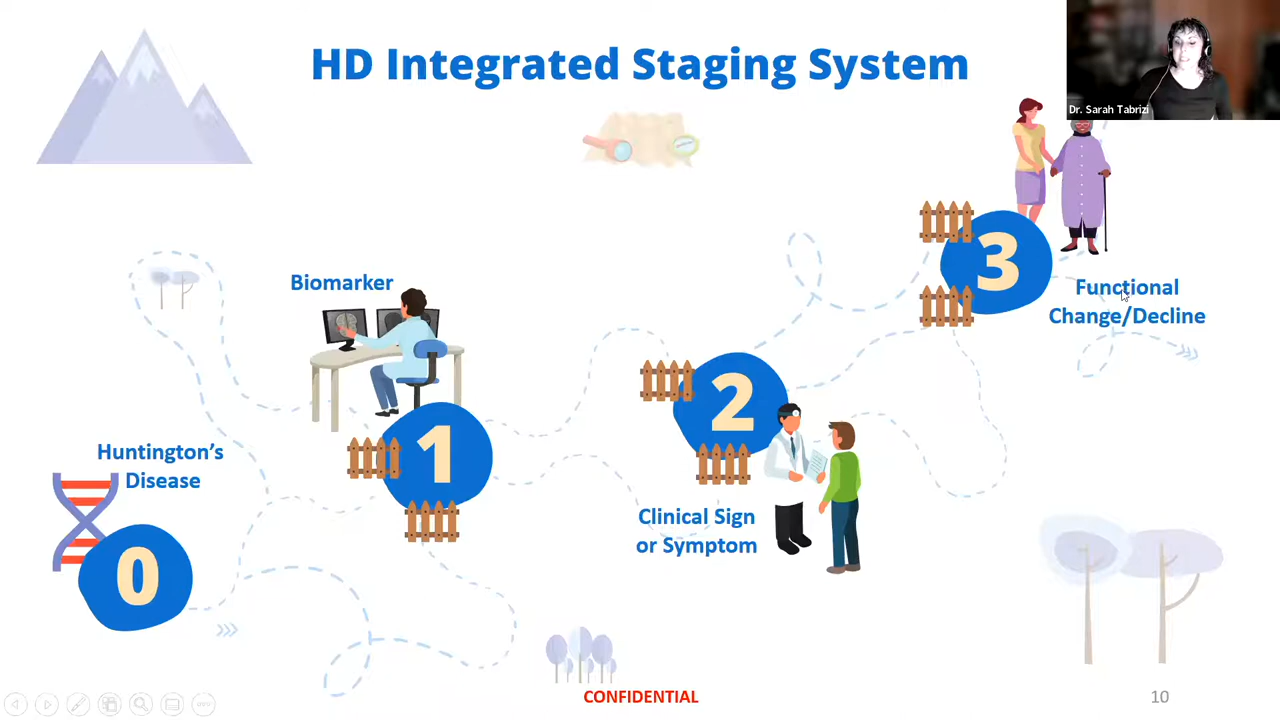 HD Integrated Staging System
Dr. Sarah Tabrizi
Biomarker
3
Functional
Change/Decline
2
1
Huntington's
Disease
Clinical Sign
or Symptom
0
CONFIDENTIAL
10